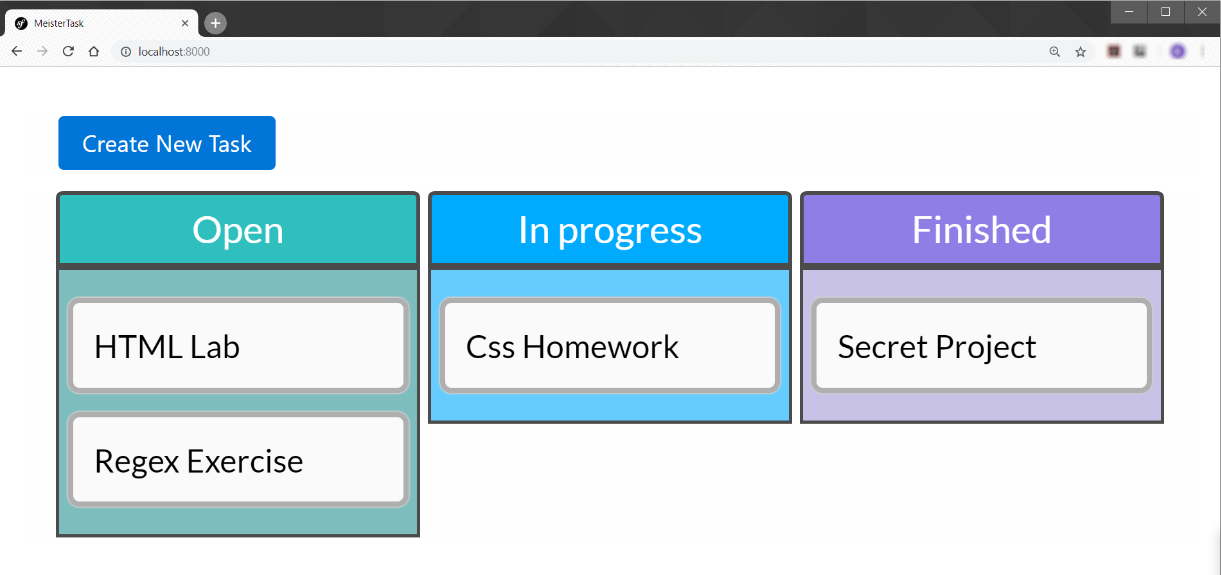 MeisterTask
localhost:8000
Create New Task
Open
In progress
Finished
HTML Lab
Css Homework
Secret Project
Regex Exercise